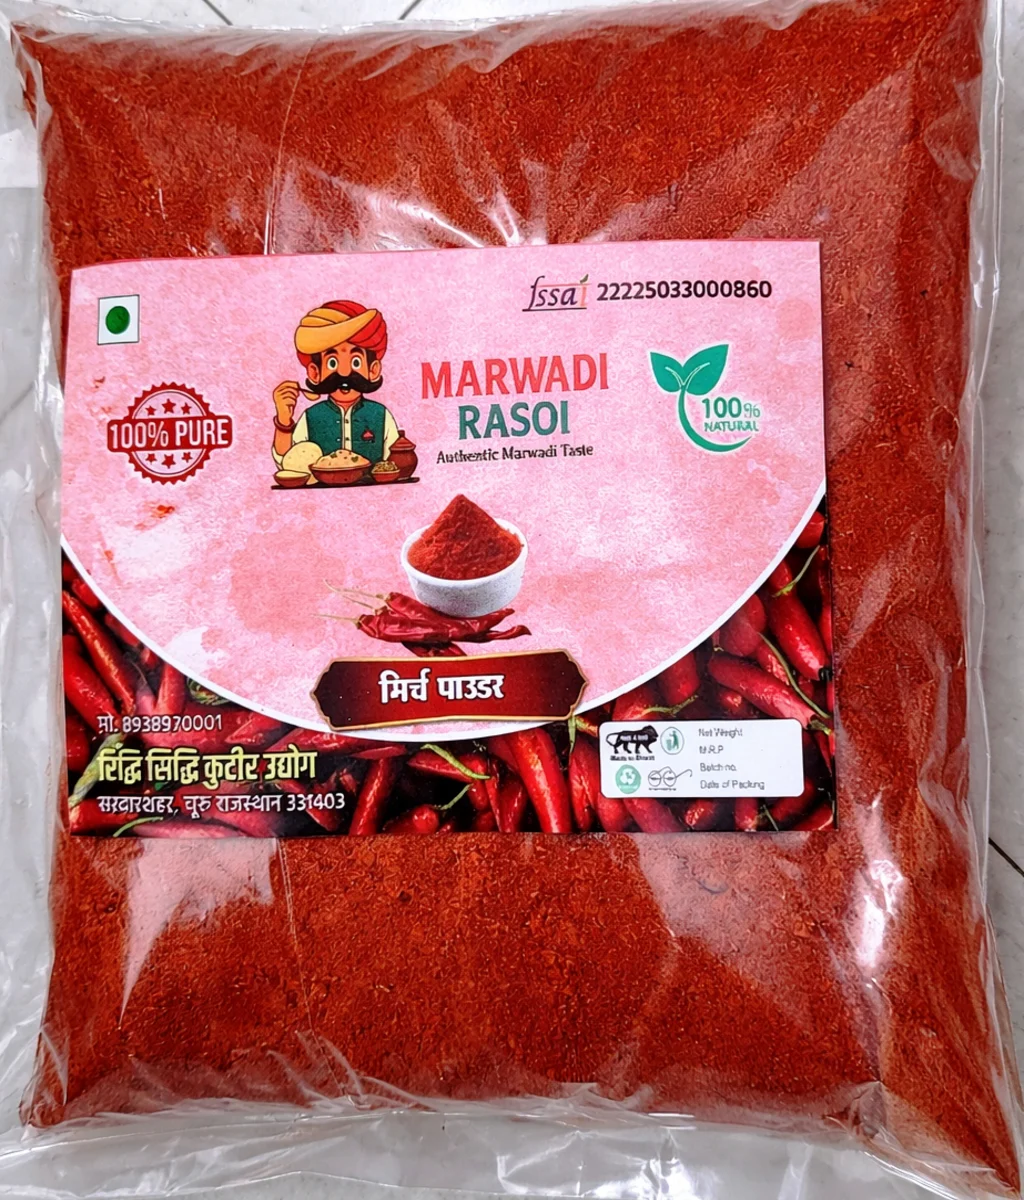 fssai 22225033000860
100% PURE
MARWADI
RASOI
Authentic Marwadi Taste
100%
NATURAL
मिर्च पाउडर
मो. 8938970001
रिद्धि सिद्धि कुटीर उद्योग
सरदारशहर, चूरु राजस्थान 331403
Net Weight
M.R.P
Batch no.
Date of Packing